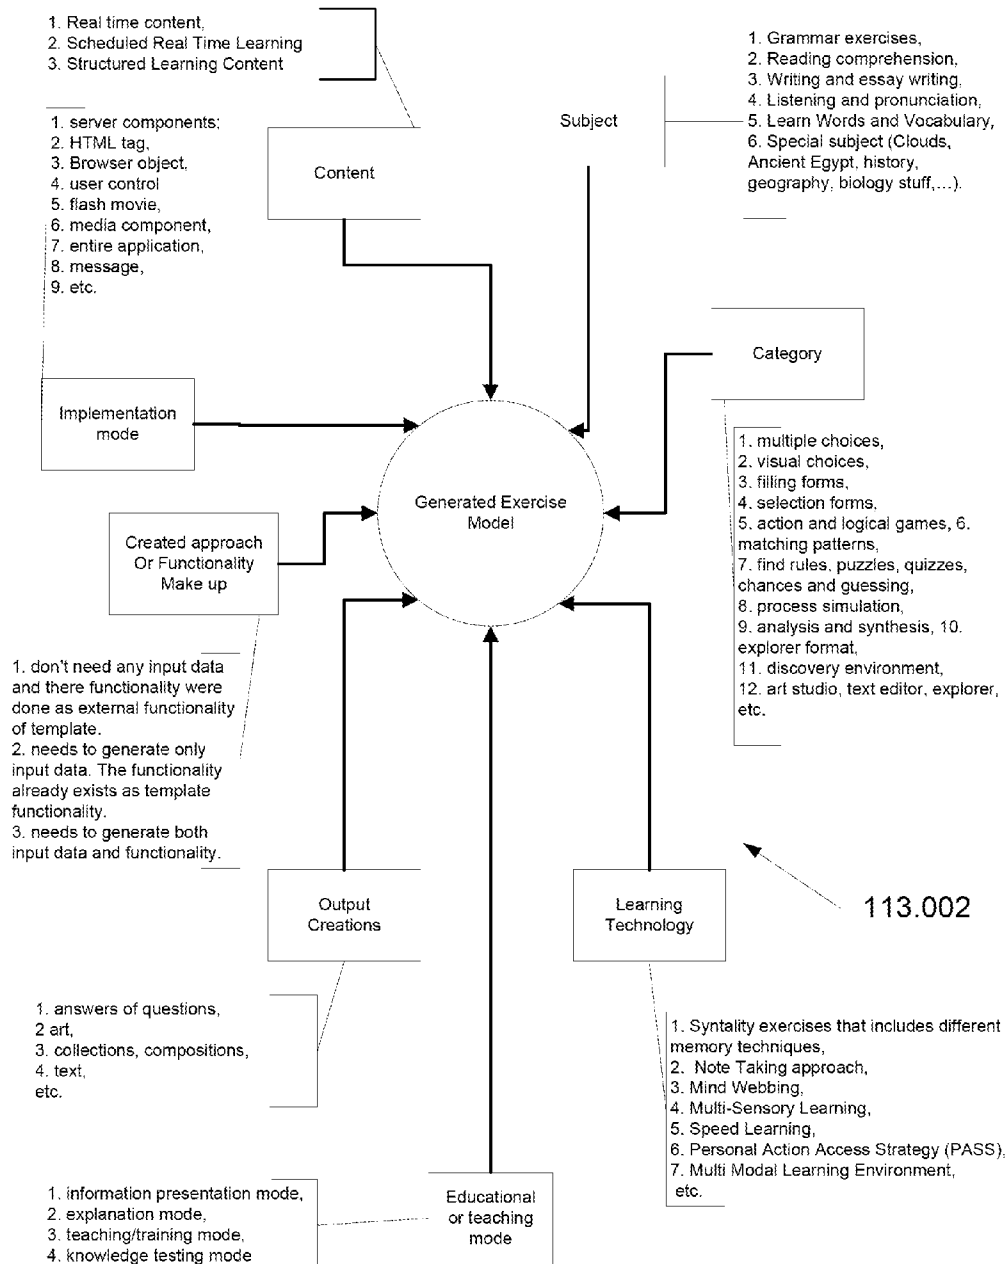 1. Real time content,
2. Scheduled Real Time Learning
3. Structured Learning Content
1. Grammar exercises,
2. Reading comprehension,
3. Writing and essay writing,
4. Listening and pronunciation,
5. Learn Words and Vocabulary,
6. Special subject (Clouds,
Ancient Egypt, history,
geography, biology stuff,...).
Subject
1. server components;
2. HTML tag,
3. Browser object,
4. user control
5. flash movie,
6. media component,
7. entire application,
8. message,
9. etc.
Content
Category
Implementation
mode
1. multiple choices,
2. visual choices,
3. filling forms,
4. selection forms,
5. action and logical games, 6.
matching patterns,
7. find rules, puzzles, quizzes,
chances and guessing,
8. process simulation,
9. analysis and synthesis, 10.
explorer format,
11. discovery environment,
12. art studio, text editor, explorer,
etc.
Generated Exercise
Model
Created approach
Or Functionality
Make up
1. don't need any input data
and there functionality were
done as external functionality
of template.
2. needs to generate only
input data. The functionality
already exists as template
functionality.
3. needs to generate both
input data and functionality.
Output
Creations
Learning
Technology
113.002
1. answers of questions,
2 art,
3. collections, compositions,
4. text,
etc.
1. Syntality exercises that includes different
memory techniques,
2. Note Taking approach,
3. Mind Webbing,
4. Multi-Sensory Learning,
5. Speed Learning,
6. Personal Action Access Strategy (PASS),
7. Multi Modal Learning Environment,
etc.
1. information presentation mode,
2. explanation mode,
3. teaching/training mode,
4. knowledge testing mode
Educational
or teaching
mode